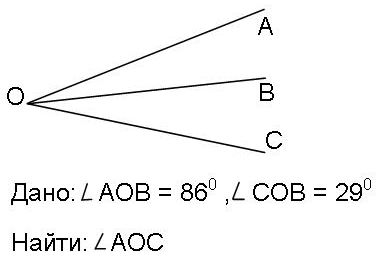 A
B
O
C
Дано: ∠ AOB = 86⁰ ,∠ COB = 29⁰
Найти: ∠AOC